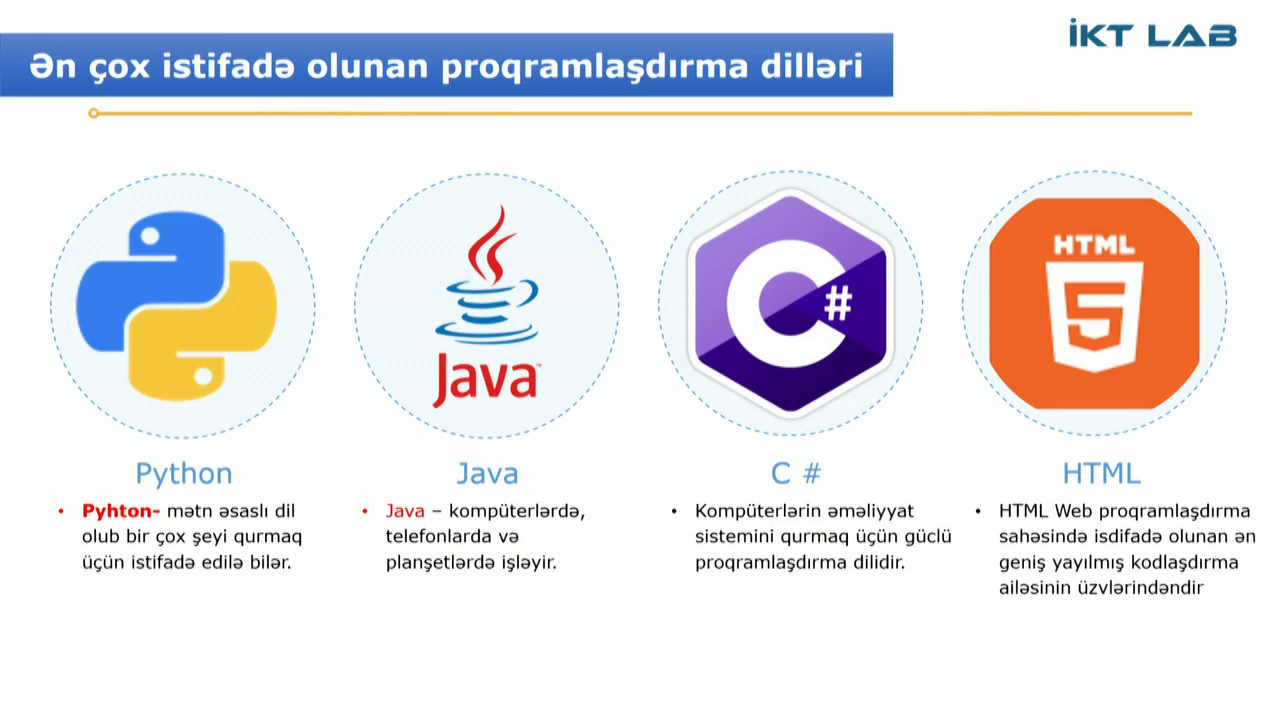 İKT LAB
Ən çox istifadə olunan proqramlaşdırma dilləri
Java™
C#
HTML
5
Python
• Pyhton- mətn əsaslı dil
olub bir çox şeyi qurmaq
üçün istifadə edilə bilər.
Java
• Java – kompüterlərdə,
telefonlarda və
planşetlərdə işləyir.
C #
• Kompüterlərin əməliyyat
sistemini qurmaq üçün güclü
proqramlaşdırma dilidir.
HTML
• HTML Web proqramlaşdırma
sahəsində isdifadə olunan ən
geniş yayılmış kodlaşdırma
ailəsinin üzvlərindəndir